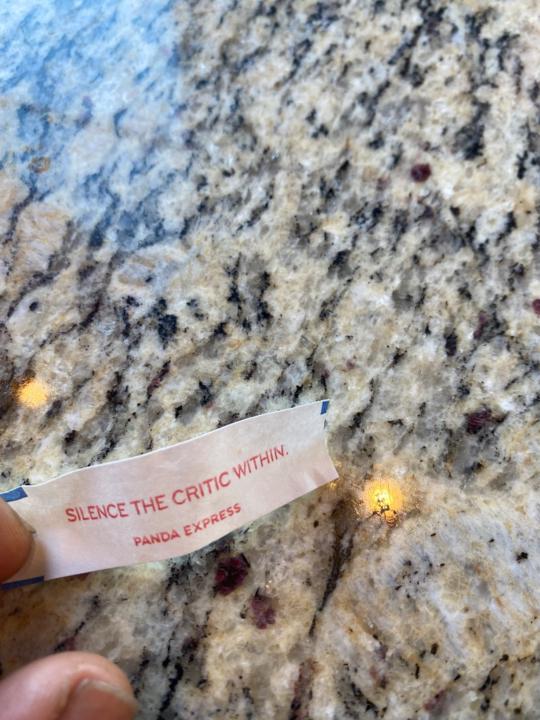 SILENCE THE CRITIC WITHIN.
PANDA EXPRESS